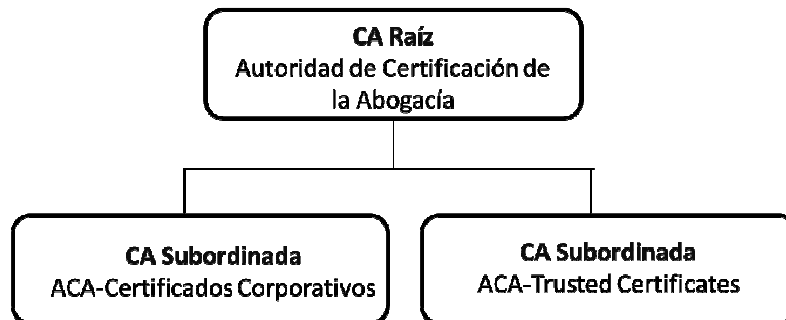 CA Raíz
Autoridad de Certificación de
la Abogacía
CA Subordinada
ACA-Certificados Corporativos
CA Subordinada
ACA-Trusted Certificates